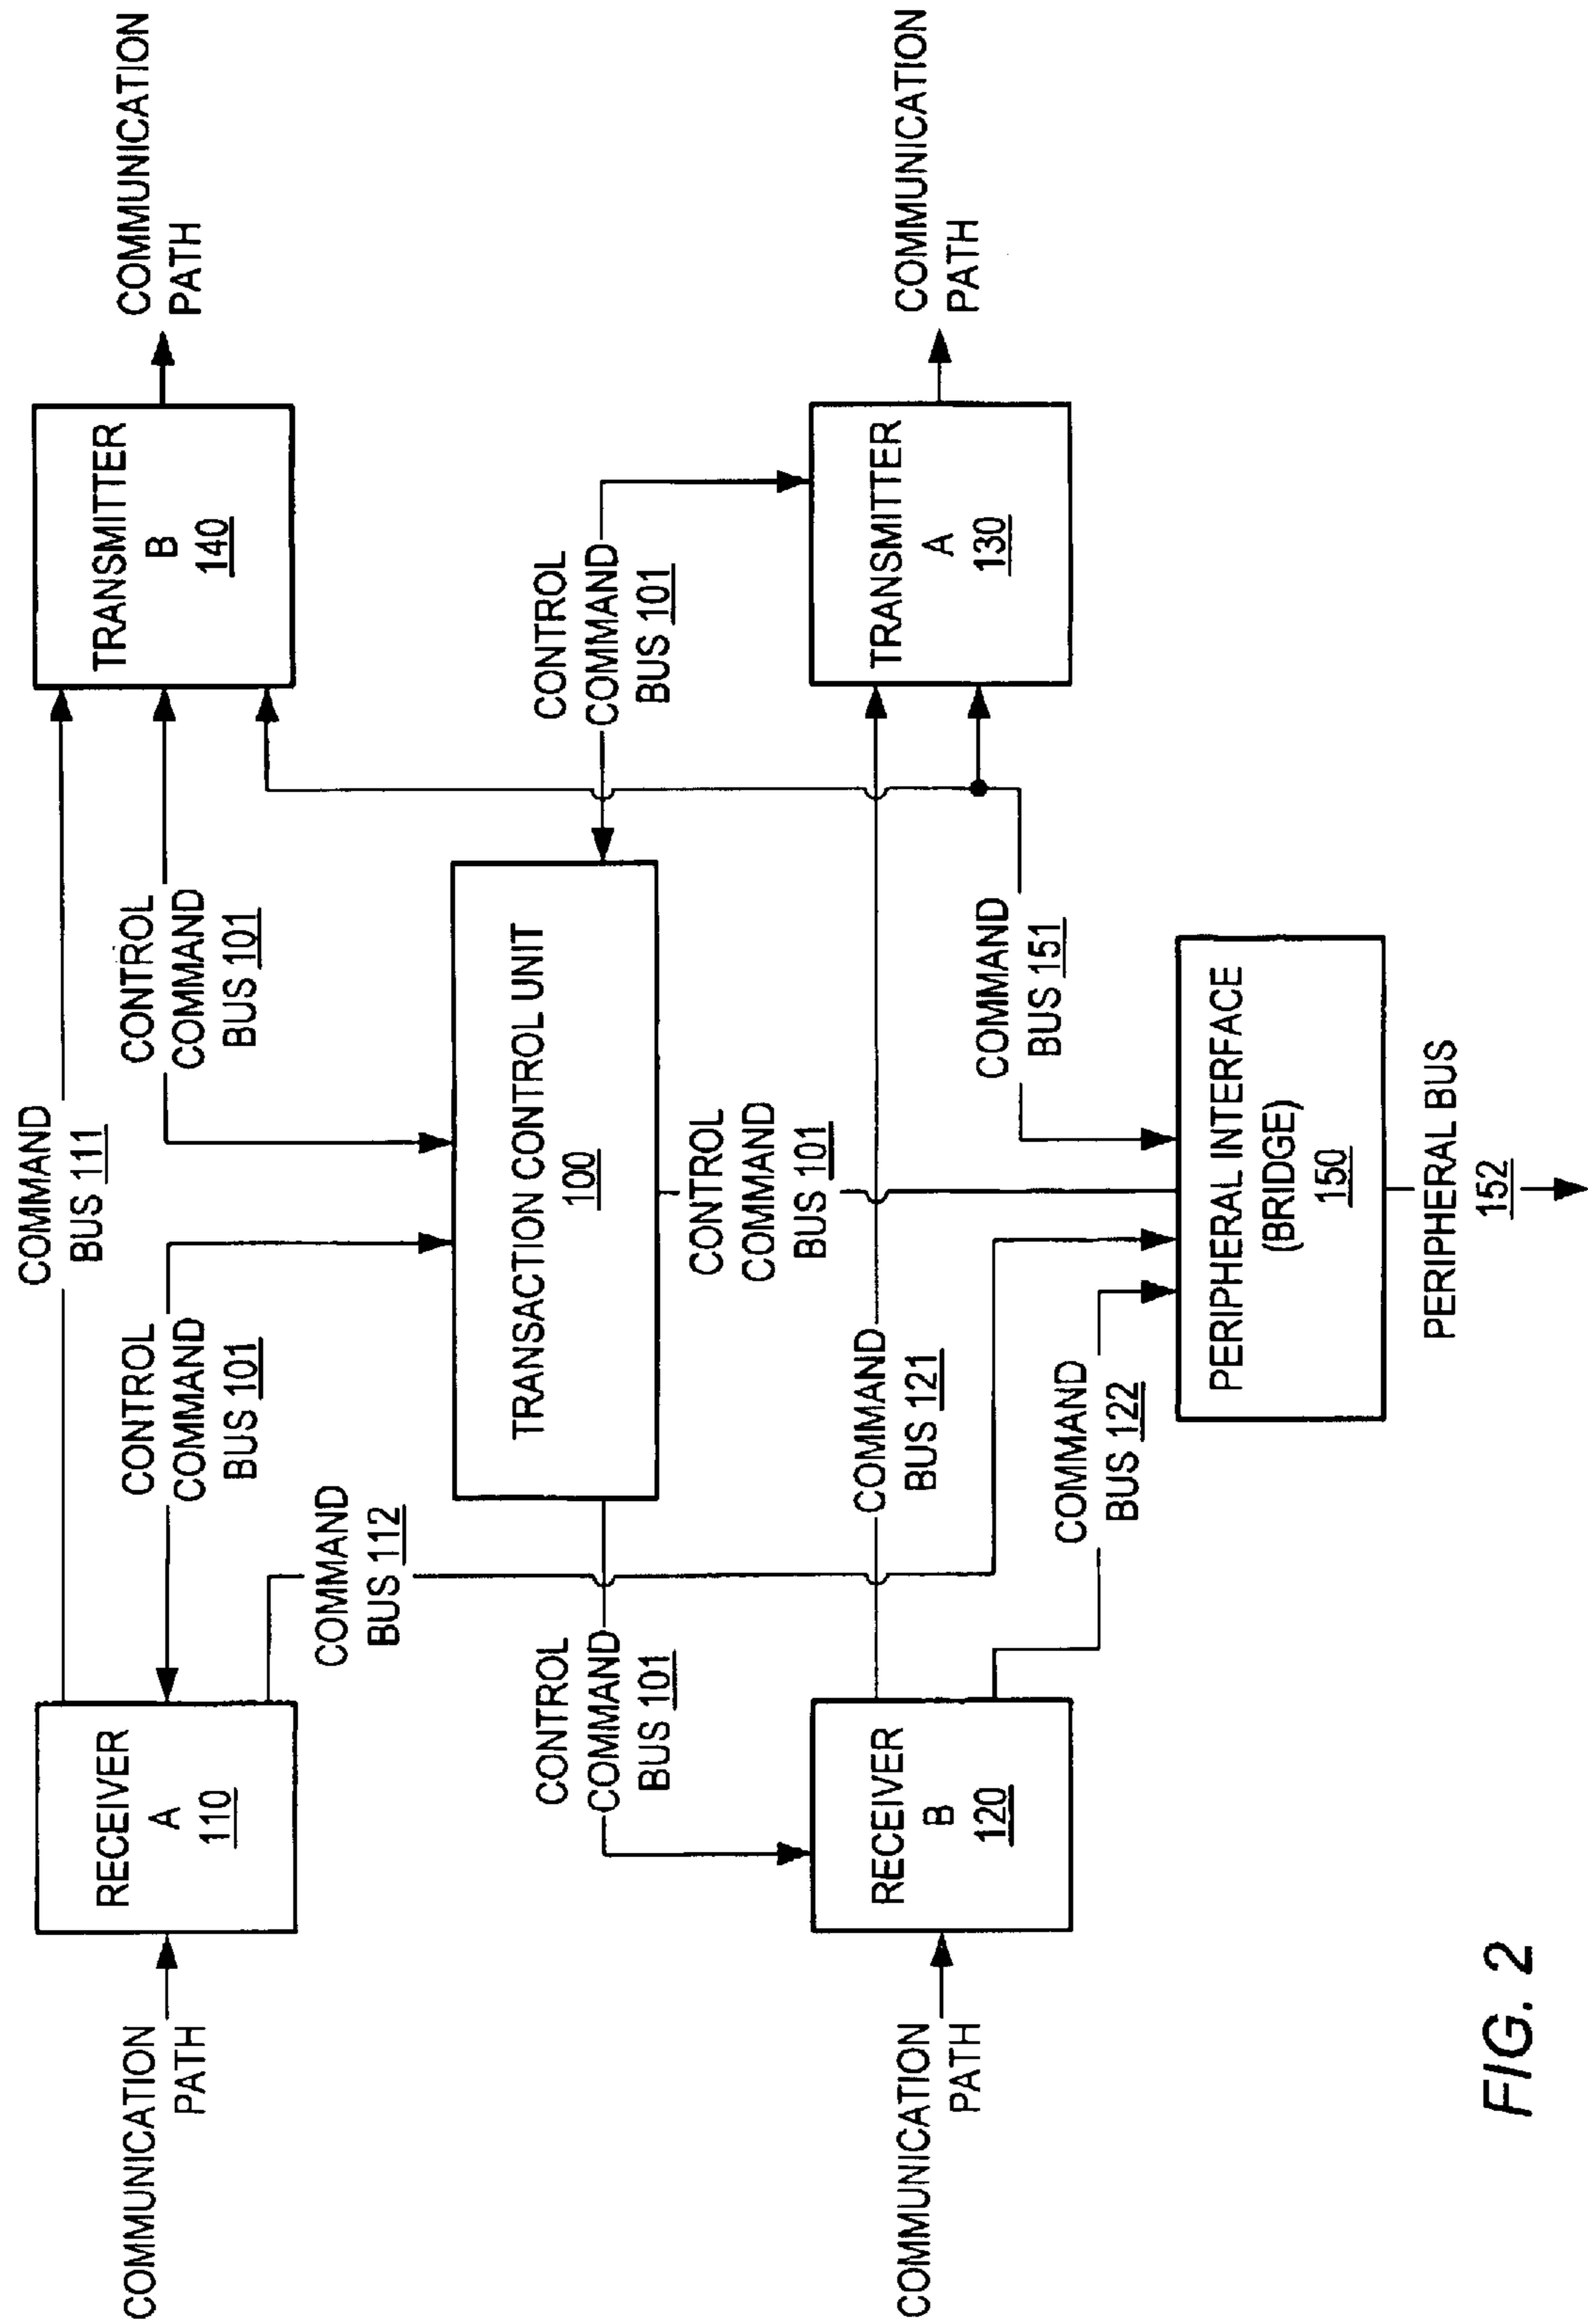 COMMAND
BUS 111
COMMUNICATION
PATH
RECEIVER
A
110
CONTROL
COMMAND
BUS 101
CONTROL
COMMAND
BUS 101
TRANSMITTER
B
140
COMMUNICATION
PATH
COMMAND
BUS 112
TRANSACTION CONTROL UNIT
100
CONTROL
COMMAND
BUS 101
CONTROL
COMMAND
BUS 101
CONTROL
COMMAND
BUS 101
COMMUNICATION
PATH
RECEIVER
B
120
COMMAND
BUS 121
TRANSMITTER
A
130
COMMUNICATION
PATH
COMMAND
BUS 122
COMMAND
BUS 151
PERIPHERAL INTERFACE
(BRIDGE)
150
PERIPHERAL BUS
152
FIG. 2